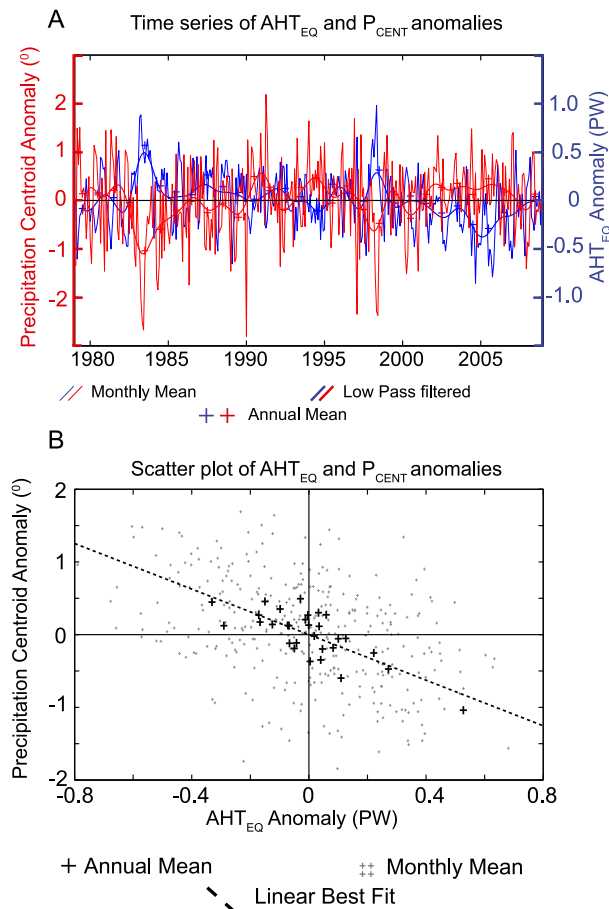 A
Time series of AHT_EQ and P_CENT anomalies
Precipitation Centroid Anomaly (⁰)
3
2
1
0
-1
-2
1.0
0.5
0
-0.5
-1.0
AHT_EQ Anomaly (PW)
1980 1985 1990 1995 2000 2005
Monthly Mean
Low Pass filtered
Annual Mean
B
Scatter plot of AHT_EQ and P_CENT anomalies
Precipitation Centroid Anomaly (⁰)
2
1
0
-1
-2
-0.8 -0.4 0 0.4 0.8
AHT_EQ Anomaly (PW)
Annual Mean
Monthly Mean
Linear Best Fit